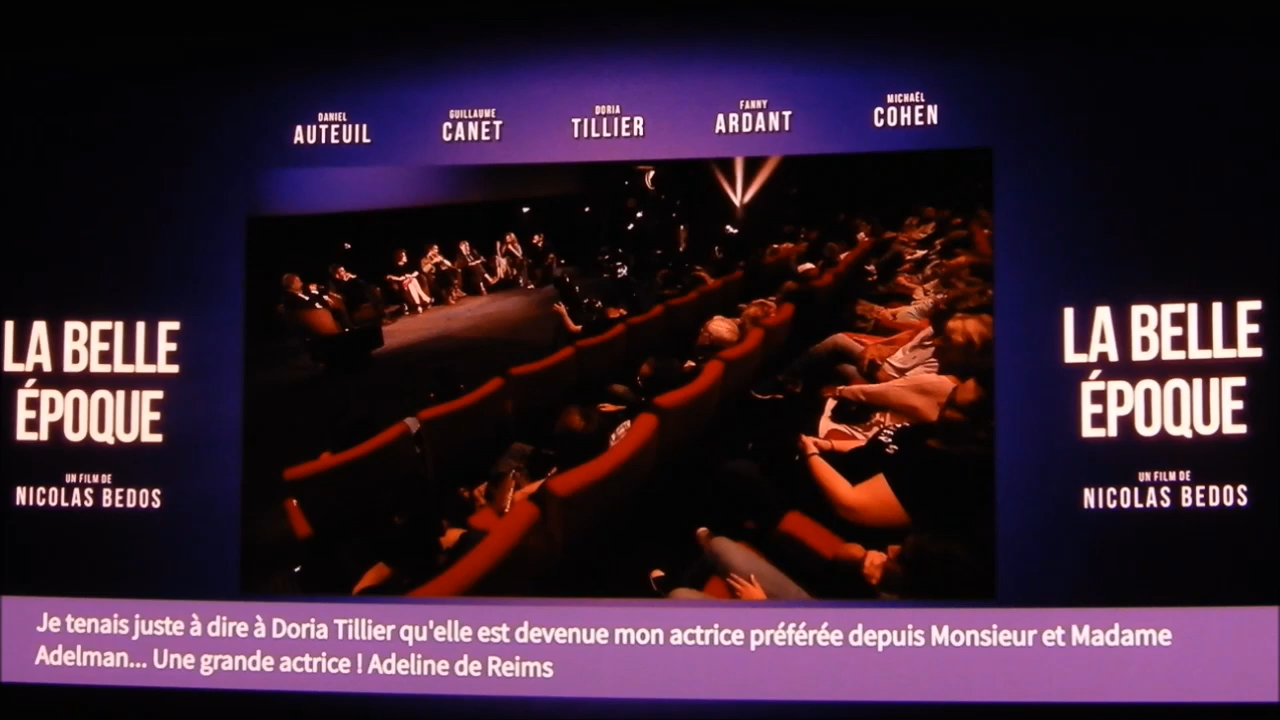 DANIEL
AUTEUIL
GUILLAUME
CANET
DORIA
TILLIER
FANNY
ARDANT
MICHAËL
COHEN
LA BELLE
ÉPOQUE
UN FILM DE
NICOLAS BEDOS
LA BELLE
ÉPOQUE
UN FILM DE
NICOLAS BEDOS
Je tenais juste à dire à Doria Tillier qu'elle est devenue mon actrice préférée depuis Monsieur et Madame
Adelman... Une grande actrice ! Adeline de Reims